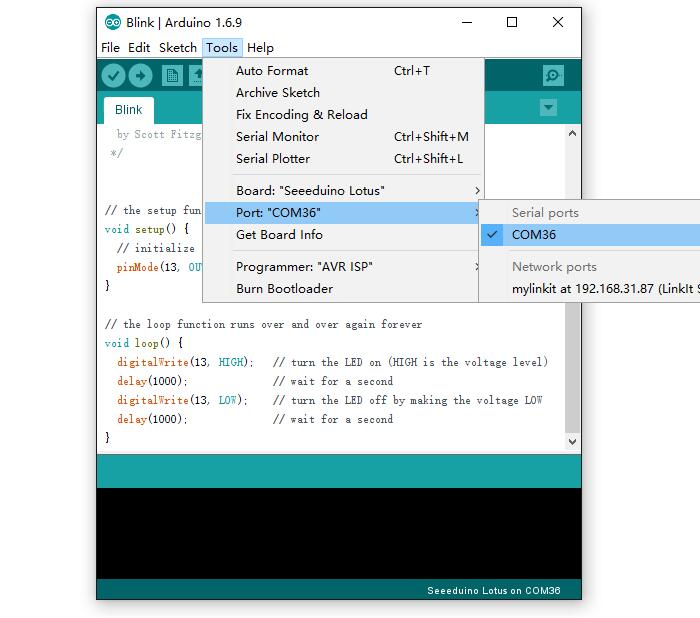 Blink | Arduino 1.6.9
File Edit Sketch Tools Help
Blink
Auto Format Ctrl+T
Archive Sketch
Fix Encoding & Reload
Serial Monitor Ctrl+Shift+M
Serial Plotter Ctrl+Shift+L
Board: "Seeeduino Lotus"
Port: "COM36"
Get Board Info
Programmer: "AVR ISP"
Burn Bootloader
Serial ports
COM36
Network ports
mylinkit at 192.168.31.87 (LinkIt S
by Scott Fitzg
*/
// the setup fun
void setup() {
// initialize
pinMode(13, OU
}
// the loop function runs over and over again forever
void loop() {
digitalWrite(13, HIGH); // turn the LED on (HIGH is the voltage level)
delay(1000); // wait for a second
digitalWrite(13, LOW); // turn the LED off by making the voltage LOW
delay(1000); // wait for a second
}
Seeeduino Lotus on COM36